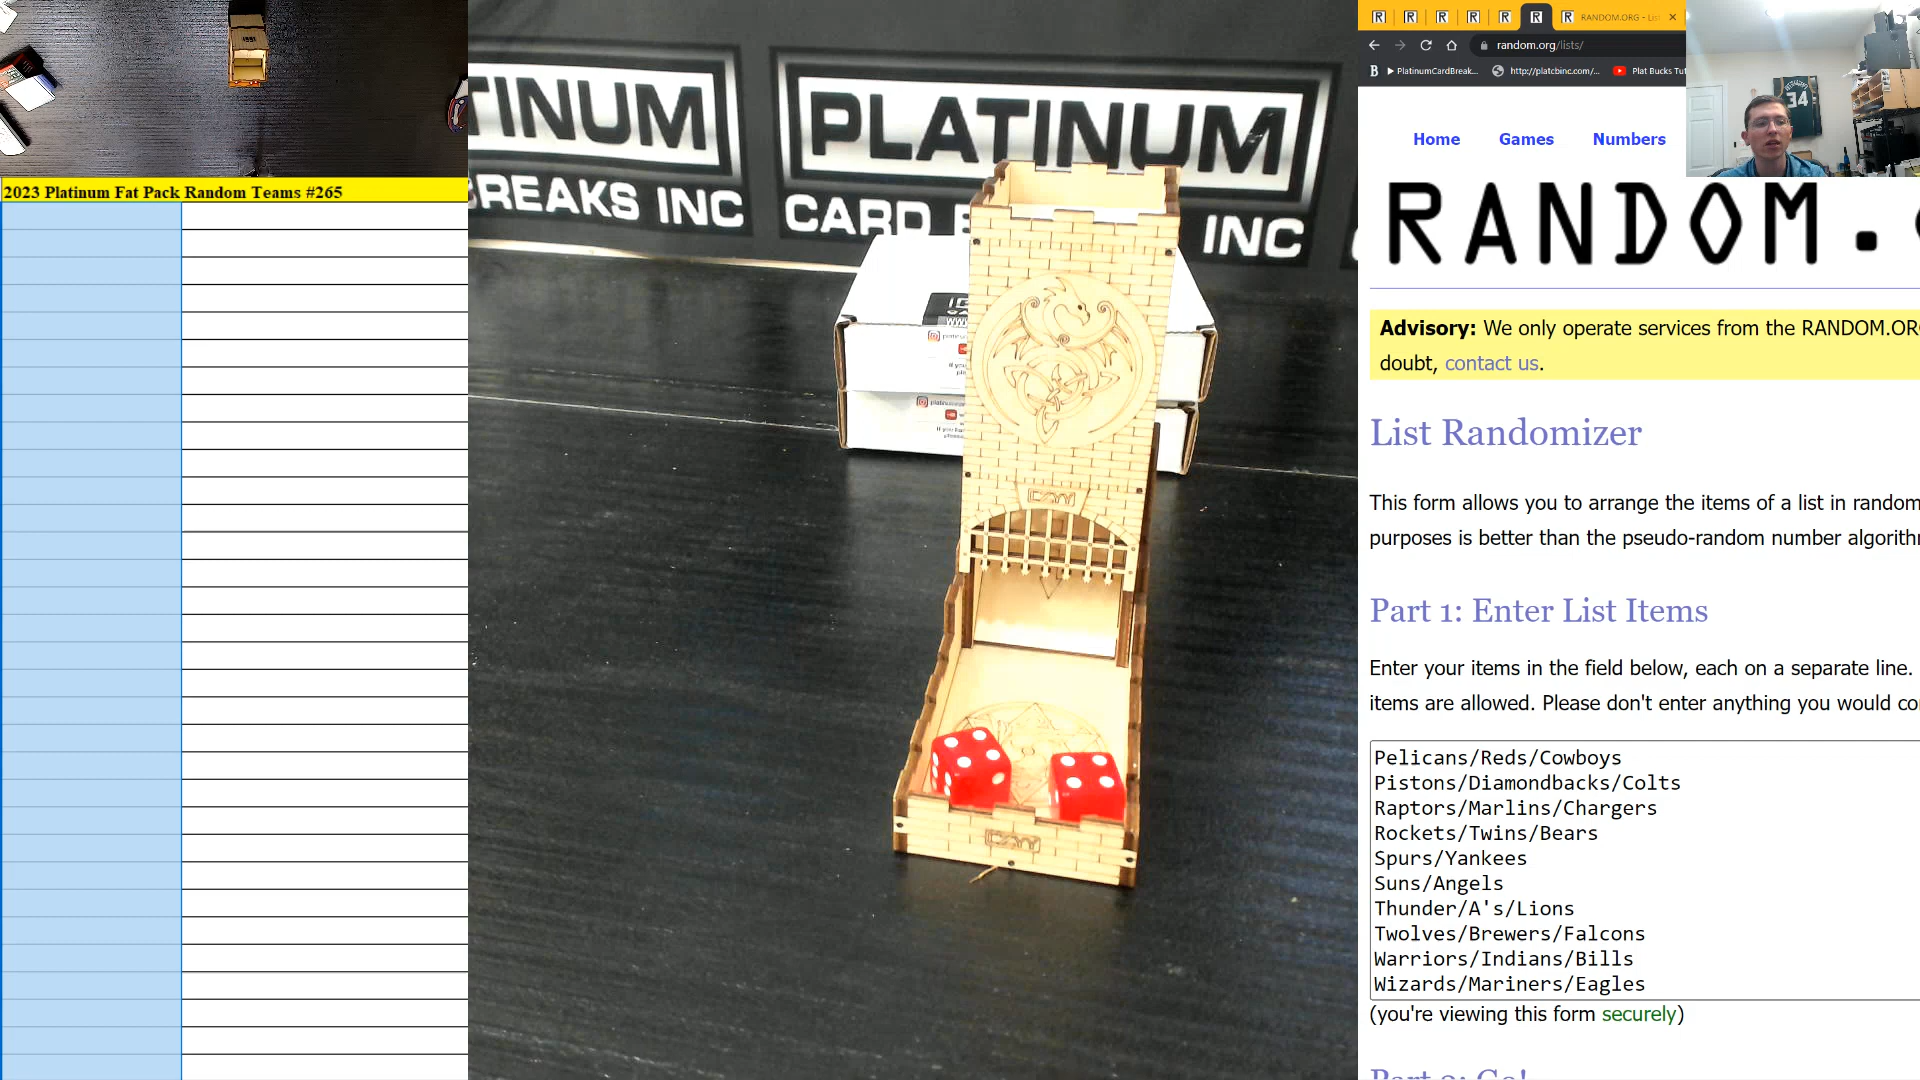 2023 Platinum Fat Pack Random Teams #265
TINUM
REAKS INC
PLATINUM
CARD
INC
RANDOM.ORG - Lis
random.org/lists/
PlatinumCardBreak...
http://platcbinc.com/...
Plat Bucks Tut
34
Home
Games
Numbers
RANDOM.
Advisory: We only operate services from the RANDOM.OR
doubt, contact us.
List Randomizer
This form allows you to arrange the items of a list in random
purposes is better than the pseudo-random number algorith
Part 1: Enter List Items
Enter your items in the field below, each on a separate line.
items are allowed. Please don't enter anything you would co
Pelicans/Reds/Cowboys
Pistons/Diamondbacks/Colts
Raptors/Marlins/Chargers
Rockets/Twins/Bears
Spurs/Yankees
Suns/Angels
Thunder/A's/Lions
Twolves/Brewers/Falcons
Warriors/Indians/Bills
Wizards/Mariners/Eagles
(you're viewing this form securely)